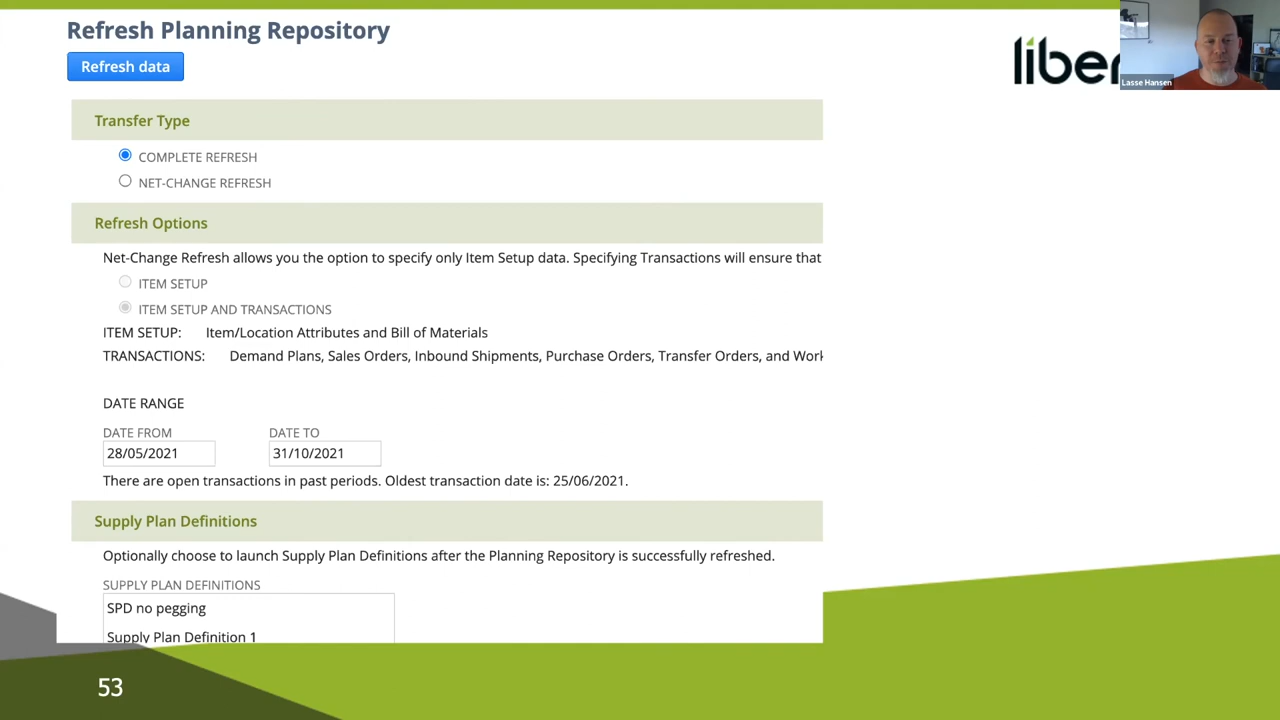 Refresh Planning Repository
Refresh data
liber
Lasse Hansen
Transfer Type
COMPLETE REFRESH
NET-CHANGE REFRESH
Refresh Options
Net-Change Refresh allows you the option to specify only Item Setup data. Specifying Transactions will ensure that
ITEM SETUP
ITEM SETUP AND TRANSACTIONS
ITEM SETUP: Item/Location Attributes and Bill of Materials
TRANSACTIONS: Demand Plans, Sales Orders, Inbound Shipments, Purchase Orders, Transfer Orders, and Work
DATE RANGE
DATE FROM DATE TO
28/05/2021 31/10/2021
There are open transactions in past periods. Oldest transaction date is: 25/06/2021.
Supply Plan Definitions
Optionally choose to launch Supply Plan Definitions after the Planning Repository is successfully refreshed.
SUPPLY PLAN DEFINITIONS
SPD no pegging
Supply Plan Definition 1
53